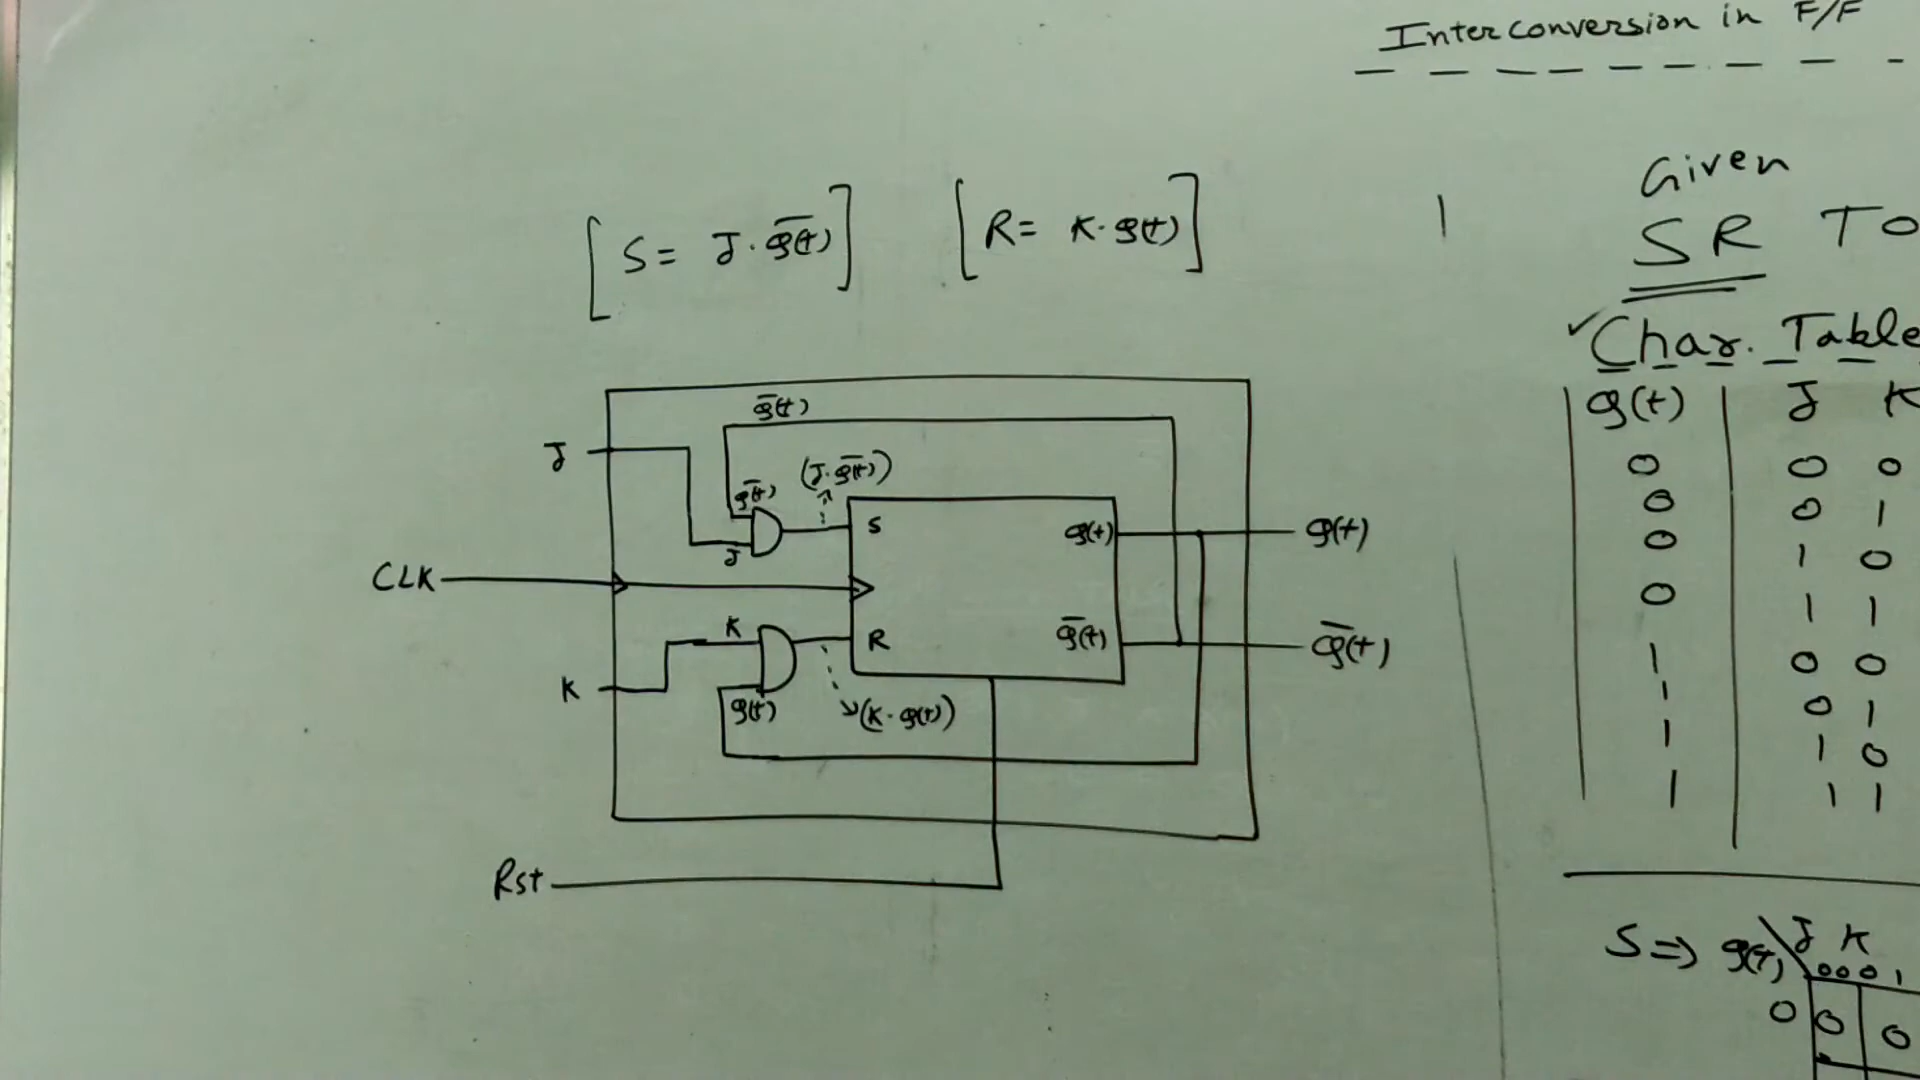 Interconversion in F/F
[S = J · Q̅(t)] [R = K · Q(t)]
Given
SR TO
✓ Char. Table
Q(t) J K
0 0 0
0 0 1
0 1 0
0 1 1
1 0 0
1 0 1
1 1 0
1 1 1
Q̅(t)
J
Q̅(t)
(J·Q̅(t))
J
S
Q(t)
Q(t)
CLK
K
R
Q̅(t)
Q̅(t)
K
Q(t)
(K·Q(t))
Rst
S ⇒ Q(t) J K
00 01
0 0 0